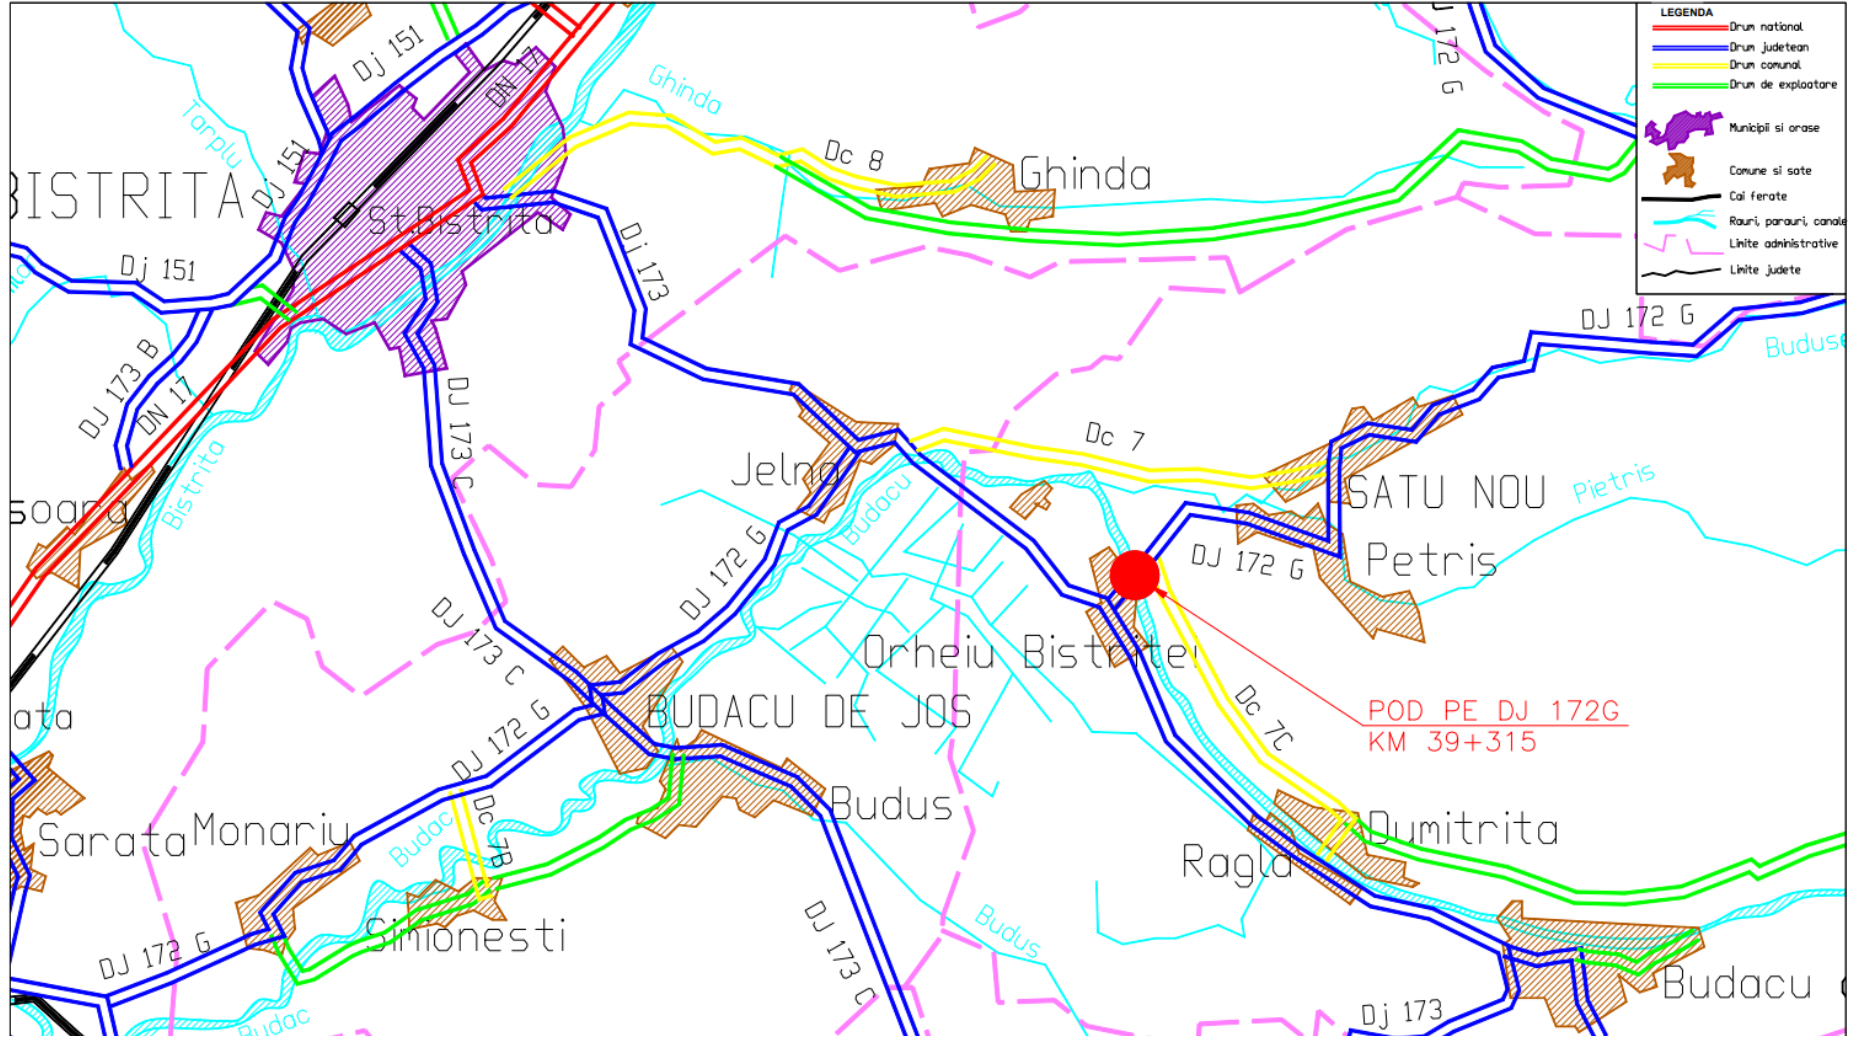 LEGENDA
Drum national
Drum judetean
Drum comunal
Drum de exploatare
Municipii si orase
Comune si sate
Cai ferate
Rauri, parauri, canale
Limite administrative
Limite judete
Dj 151
DN 17
172 G
Ghinda
Tarplu
Dj 151
Dc 8
Ghinda
BISTRITA
St.Bistrita
Dj 173
Dj 151
DJ 172 G
DJ 173 B
DN 17
DJ 173 C
Dc 7
Jelna
Bistrita
Budacu
SATU NOU
Pietris
soara
DJ 172 G
DJ 172 G
Petris
DJ 173 C
Orheiu Bistritei
BUDACU DE JOS
Dc 7C
POD PE DJ 172G
KM 39+315
ata
DJ 172 G
Budus
Dc 7B
Budac
Sarata
Monariu
Dumitrita
Ragla
Simionesti
Budus
DJ 173 C
DJ 172 G
Budacu
Dj 173
Budac